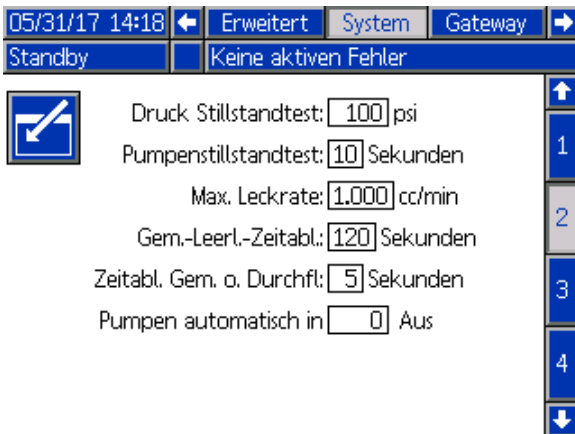 05/31/17 14:18 Erweitert System Gateway
Standby Keine aktiven Fehler
Druck Stillstandtest: 100 psi
Pumpenstillstandtest: 10 Sekunden
Max. Leckrate: 1.000 cc/min
Gem.-Leerl.-Zeitabl.: 120 Sekunden
Zeitabl. Gem. o. Durchfl: 5 Sekunden
Pumpen automatisch in 0 Aus
1
2
3
4